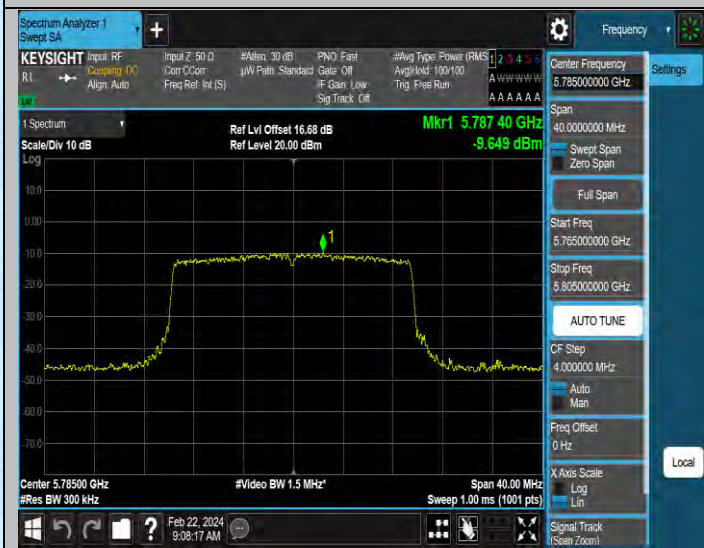 Spectrum Analyzer 1
Swept SA
Frequency
KEYSIGHT
RL
Input: RF
Coupling: DC
Align: Auto
Input Z: 50 Ω
Corr CCorr
Freq Ref: Int (S)
#Atten: 30 dB
µW Path: Standard
PNO: Fast
Gate: Off
IF Gain: Low
Sig Track: Off
#Avg Type: Power (RMS
Avg|Hold: 100/100
Trig: Free Run
1 2 3 4 5 6
A W W W W W
A A A A A A
1 Spectrum
Scale/Div 10 dB
Ref Lvl Offset 16.68 dB
Ref Level 20.00 dBm
Mkr1 5.787 40 GHz
-9.649 dBm
Log
10.0
0.00
-10.0
-20.0
-30.0
-40.0
-50.0
-60.0
-70.0
1
Center 5.78500 GHz
#Res BW 300 kHz
#Video BW 1.5 MHz*
Span 40.00 MHz
Sweep 1.00 ms (1001 pts)
Center Frequency
5.785000000 GHz
Span
40.0000000 MHz
Swept Span
Zero Span
Full Span
Start Freq
5.765000000 GHz
Stop Freq
5.805000000 GHz
AUTO TUNE
CF Step
4.000000 MHz
Auto
Man
Freq Offset
0 Hz
X Axis Scale
Log
Lin
Signal Track
(Span Zoom)
Settings
Local
?
Feb 22, 2024
9:08:17 AM